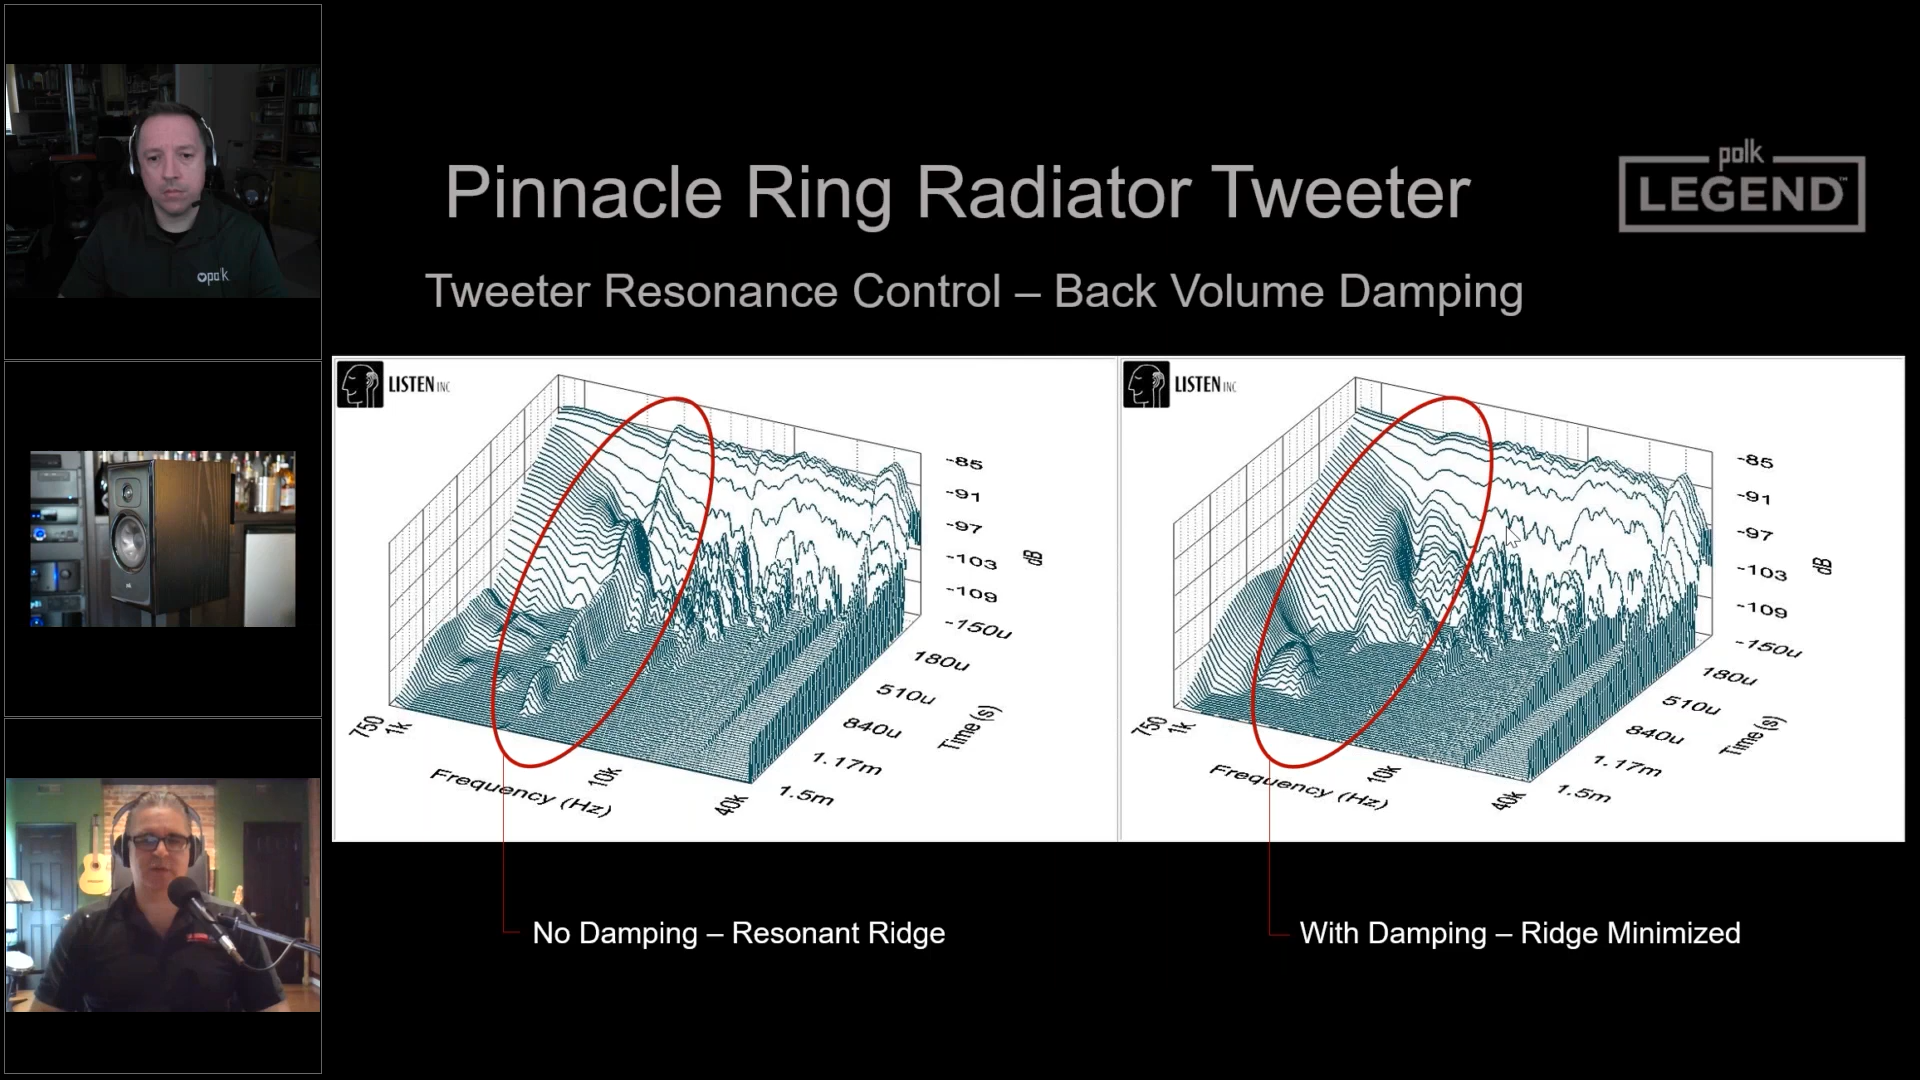 polk
Pinnacle Ring Radiator Tweeter
polk
LEGEND™
Tweeter Resonance Control – Back Volume Damping
LISTEN INC
-85
-91
-97
-103
-109
-150u
180u
510u
840u
1.17m
1.5m
dB
Time (s)
750
1k
10k
40k
Frequency (Hz)
LISTEN INC
-85
-91
-97
-103
-109
-150u
180u
510u
840u
1.17m
1.5m
dB
Time (s)
750
1k
10k
40k
Frequency (Hz)
No Damping – Resonant Ridge
With Damping – Ridge Minimized